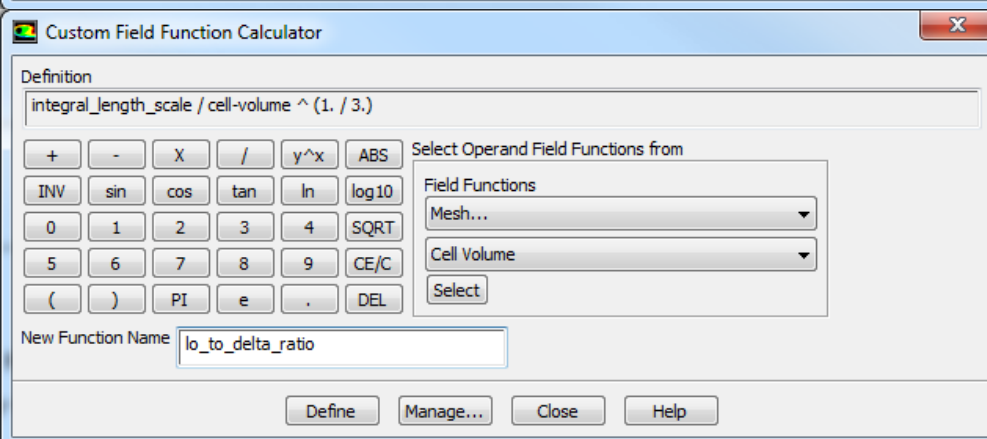 Custom Field Function Calculator
Definition
integral_length_scale / cell-volume ^ (1. / 3.)
+ - X / y^x ABS
INV sin cos tan ln log10
0 1 2 3 4 SQRT
5 6 7 8 9 CE/C
( ) PI e . DEL
Select Operand Field Functions from
Field Functions
Mesh...
Cell Volume
Select
New Function Name lo_to_delta_ratio
Define Manage... Close Help